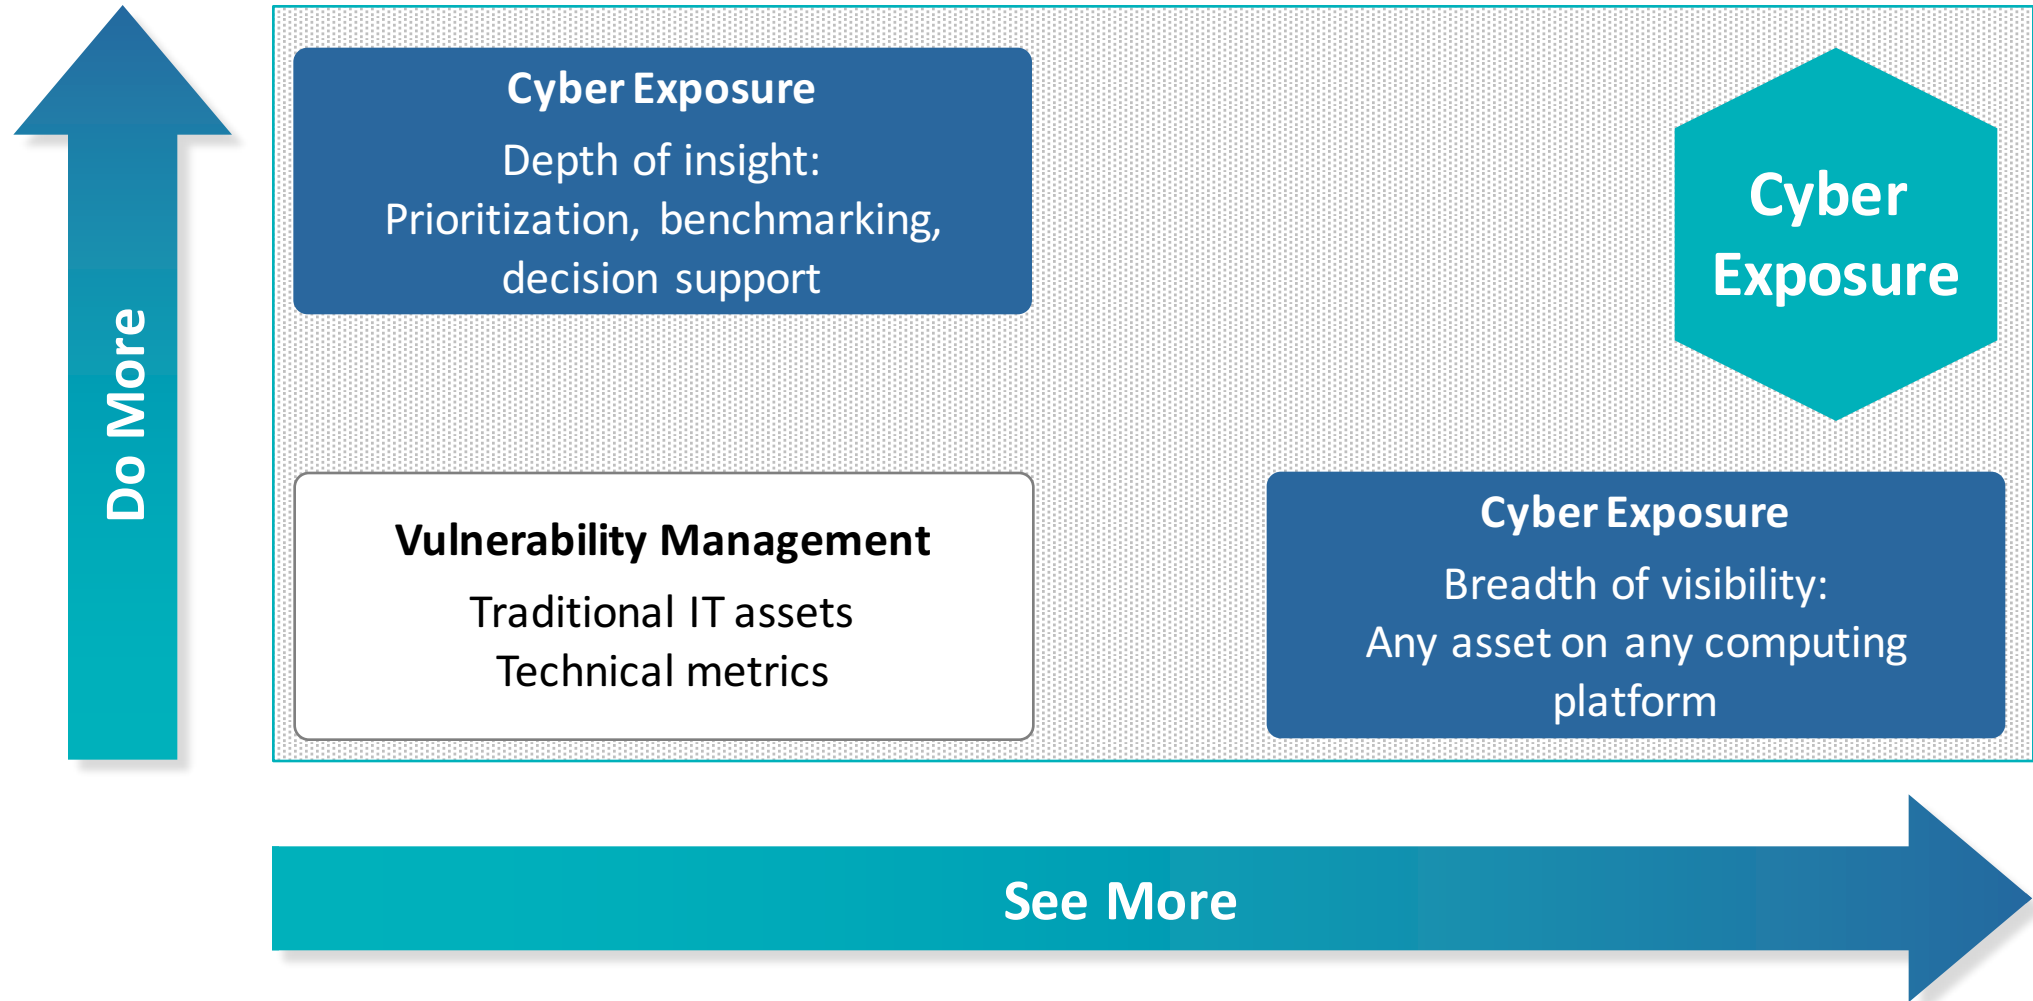 Do More
Cyber Exposure
Depth of insight:
Prioritization, benchmarking,
decision support
Cyber
Exposure
Vulnerability Management
Traditional IT assets
Technical metrics
Cyber Exposure
Breadth of visibility:
Any asset on any computing
platform
See More